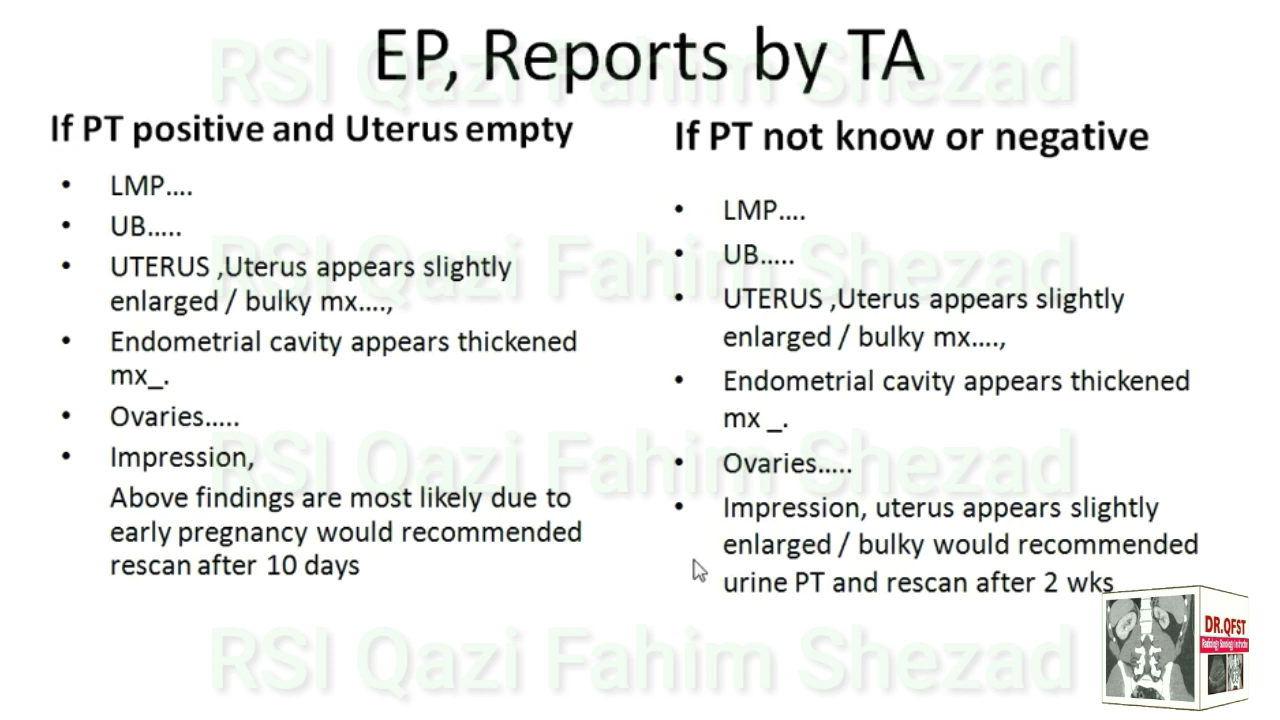 EP, Reports by TA
If PT positive and Uterus empty
• LMP….
• UB…..
• UTERUS ,Uterus appears slightly
enlarged / bulky mx….,
• Endometrial cavity appears thickened
mx_.
• Ovaries…..
• Impression,
Above findings are most likely due to
early pregnancy would recommended
rescan after 10 days
If PT not know or negative
• LMP….
• UB…..
• UTERUS ,Uterus appears slightly
enlarged / bulky mx….,
• Endometrial cavity appears thickened
mx _.
• Ovaries…..
• Impression, uterus appears slightly
enlarged / bulky would recommended
urine PT and rescan after 2 wks
RSI Qazi Fahim Shezad
RSI Qazi Fahim Shezad
RSI Qazi Fahim Shezad
RSI Qazi Fahim Shezad
DR.QFST